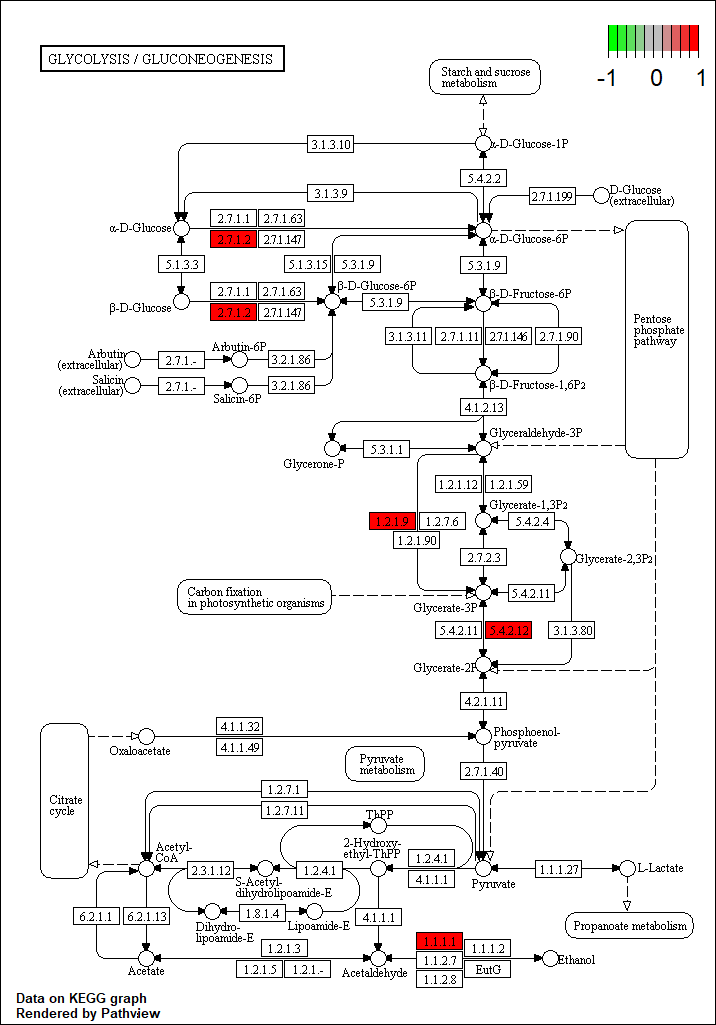 GLYCOLYSIS / GLUCONEOGENESIS
-1 0 1
Starch and sucrose
metabolism
3.1.3.10
α-D-Glucose-1P
5.4.2.2
3.1.3.9
2.7.1.199
D-Glucose
(extracellular)
α-D-Glucose
2.7.1.1
2.7.1.63
2.7.1.2
2.7.1.147
α-D-Glucose-6P
5.1.3.3
5.1.3.15
5.3.1.9
5.3.1.9
β-D-Glucose-6P
β-D-Fructose-6P
β-D-Glucose
2.7.1.1
2.7.1.63
2.7.1.2
2.7.1.147
5.3.1.9
Pentose
phosphate
pathway
3.1.3.11
2.7.1.11
2.7.1.146
2.7.1.90
Arbutin
(extracellular)
2.7.1.-
Arbutin-6P
3.2.1.86
Salicin
(extracellular)
2.7.1.-
Salicin-6P
3.2.1.86
β-D-Fructose-1,6P2
4.1.2.13
Glyceraldehyde-3P
5.3.1.1
Glycerone-P
1.2.1.12
1.2.1.59
Glycerate-1,3P2
1.2.1.9
1.2.7.6
5.4.2.4
1.2.1.90
2.7.2.3
Glycerate-2,3P2
Carbon fixation
in photosynthetic organisms
5.4.2.11
Glycerate-3P
5.4.2.11
5.4.2.12
3.1.3.80
Glycerate-2P
4.2.1.11
Oxaloacetate
4.1.1.32
4.1.1.49
Phosphoenol-
pyruvate
Pyruvate
metabolism
2.7.1.40
Citrate
cycle
1.2.7.1
1.2.7.11
ThPP
Acetyl-
CoA
2-Hydroxy-
ethyl-ThPP
2.3.1.12
S-Acetyl-
dihydrolipoamide-E
1.2.4.1
1.2.4.1
4.1.1.1
Pyruvate
1.1.1.27
L-Lactate
6.2.1.1
6.2.1.13
Dihydro-
lipoamide-E
1.8.1.4
Lipoamide-E
4.1.1.1
Propanoate metabolism
Acetate
1.2.1.3
1.2.1.5
1.2.1.-
Acetaldehyde
1.1.1.1
1.1.1.2
1.1.2.7
EutG
1.1.2.8
Ethanol
Data on KEGG graph
Rendered by Pathview